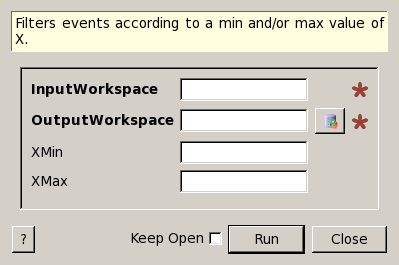 Filters events according to a min and/or max value of
X.
InputWorkspace *
OutputWorkspace *
XMin
XMax
? Keep Open Run Close